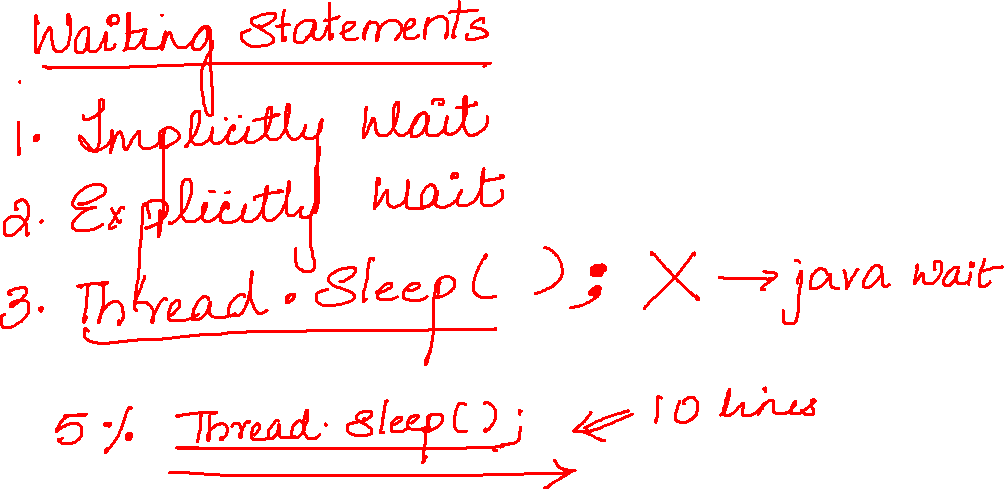 Waiting Statements
1. Implicitly Wait
2. Explicitly Wait
3. Thread.Sleep( ); X → java wait
5% Thread.Sleep(); ⇐ 10 lines